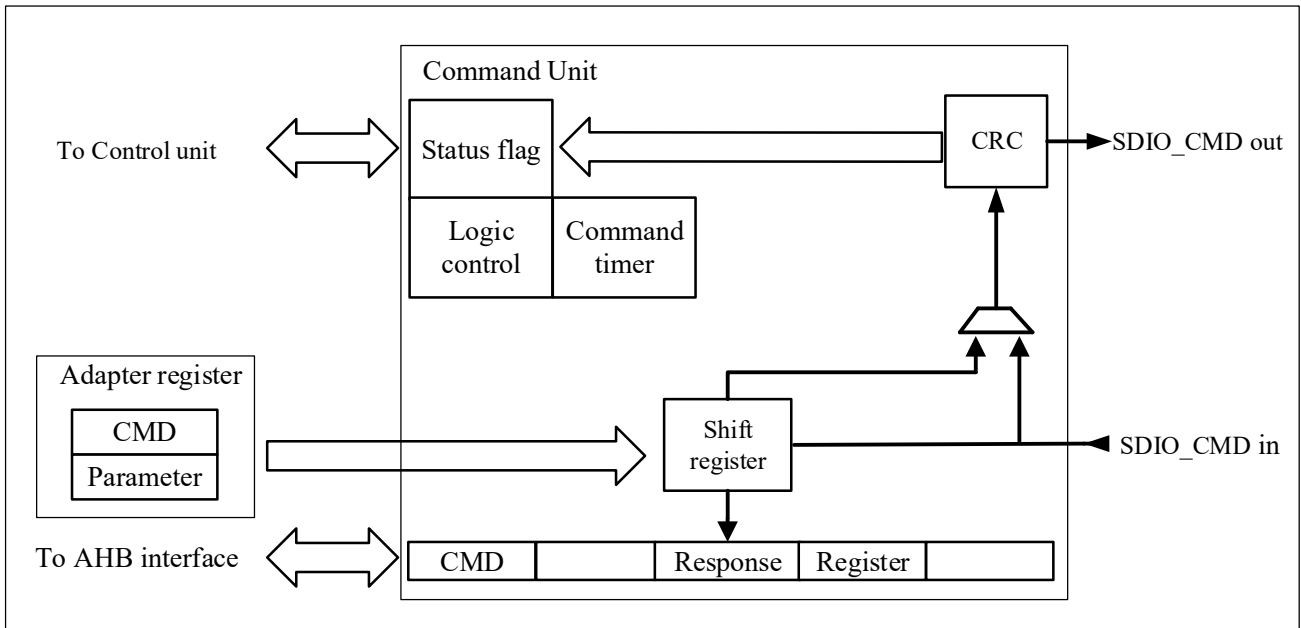 Command Unit
To Control unit
Status flag
CRC
SDIO_CMD out
Logic
control
Command
timer
Adapter register
CMD
Parameter
Shift
register
SDIO_CMD in
To AHB interface
CMD
Response
Register